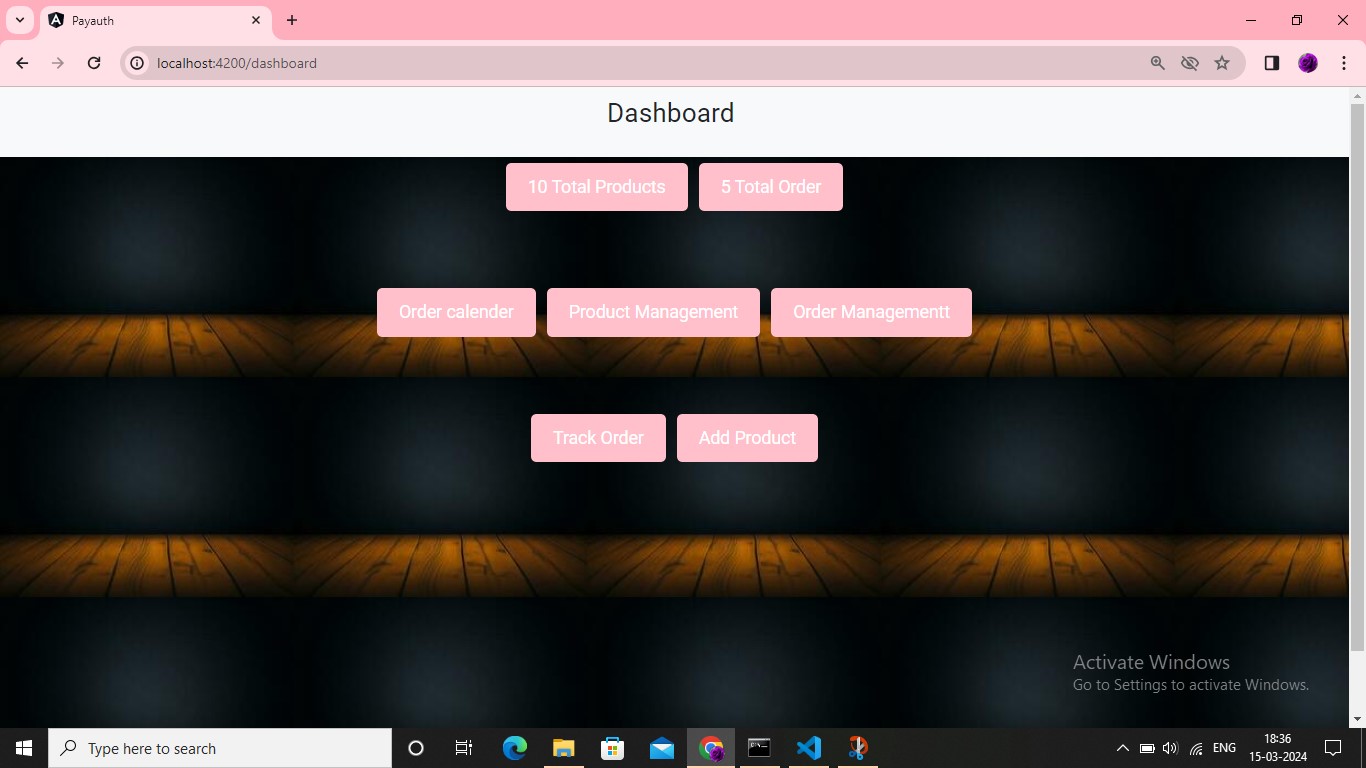 Payauth
localhost:4200/dashboard
Dashboard
10 Total Products
5 Total Order
Order calender
Product Management
Order Managementt
Track Order
Add Product
Activate Windows
Go to Settings to activate Windows.
Type here to search
ENG
18:36
15-03-2024